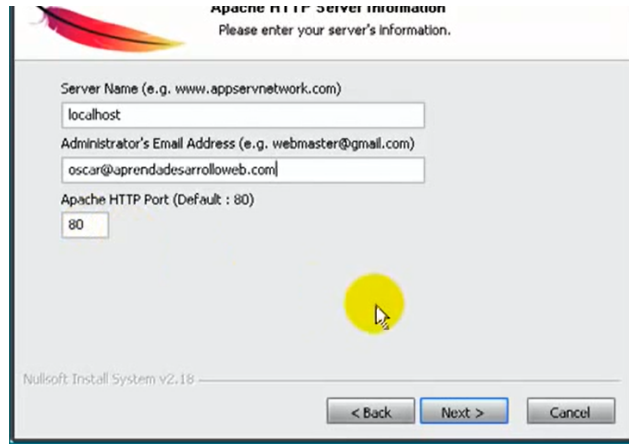 Apache HTTP Server Information
Please enter your server's information.
Server Name (e.g. www.appservnetwork.com)
localhost
Administrator's Email Address (e.g. webmaster@gmail.com)
oscar@aprendadesarrolloweb.com
Apache HTTP Port (Default : 80)
80
Nullsoft Install System v2.18
< Back Next > Cancel